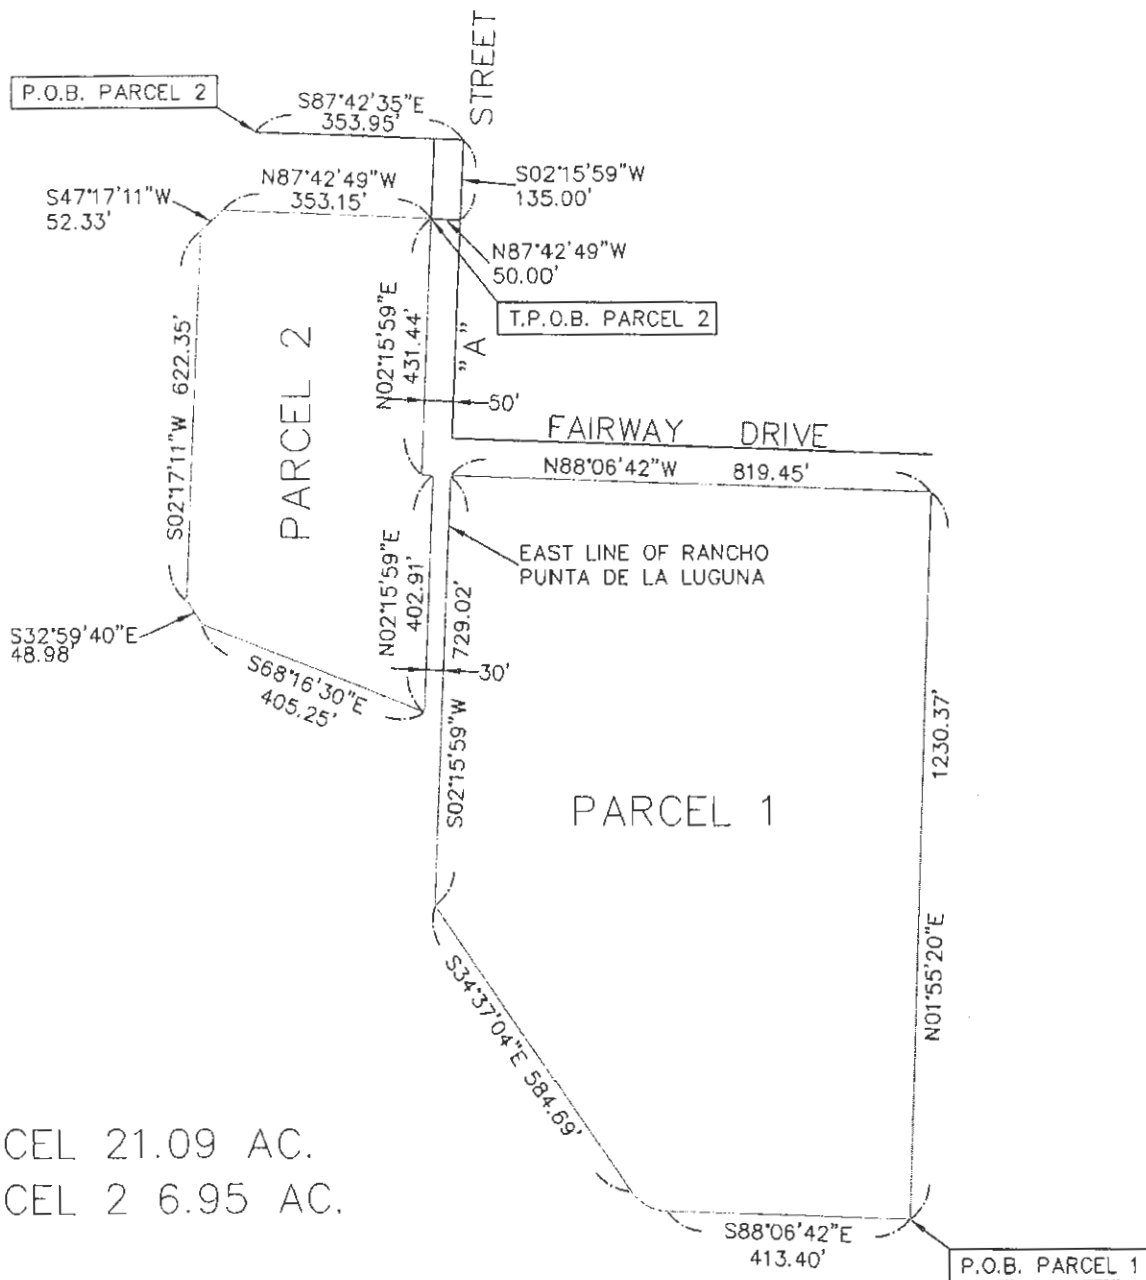 STREET
P.O.B. PARCEL 2
S87°42'35"E
353.95'
S02°15'59"W
135.00'
N87°42'49"W
353.15'
S47°17'11"W
52.33'
N87°42'49"W
50.00'
T.P.O.B. PARCEL 2
N02°15'59"E
431.44'
"A"
S02°17'11"W 622.35'
PARCEL 2
50'
FAIRWAY DRIVE
N88°06'42"W 819.45'
EAST LINE OF RANCHO
PUNTA DE LA LUGUNA
N02°15'59"E
402.91'
S02°15'59"W 729.02'
30'
S32°59'40"E
48.98'
S68°16'30"E
405.25'
N01°55'20"E 1230.37'
PARCEL 1
S34°37'04"E 584.69'
CEL 21.09 AC.
CEL 2 6.95 AC.
S88°06'42"E
413.40'
P.O.B. PARCEL 1